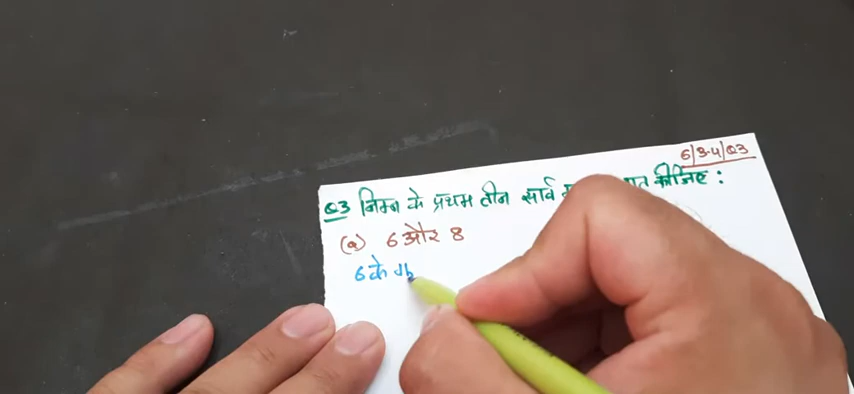 6/3.4/Q3
Q3 निम्न के प्रथम तीन सार्व कीजिए :
(a) 6 और 8
6 के